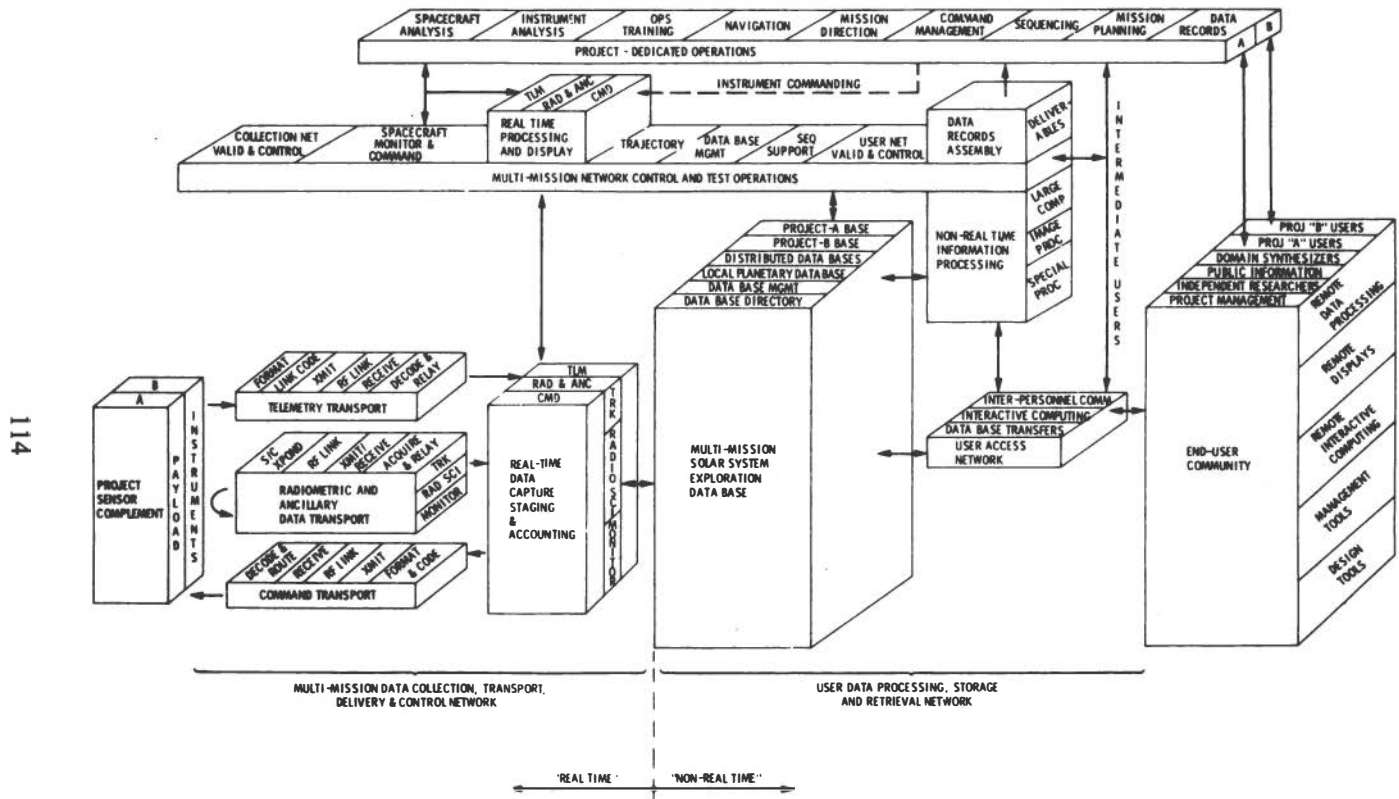 SPACECRAFT ANALYSIS
INSTRUMENT ANALYSIS
OPS TRAINING
NAVIGATION
MISSION DIRECTION
COMMAND MANAGEMENT
SEQUENCING
MISSION PLANNING
DATA RECORDS
A
B
PROJECT - DEDICATED OPERATIONS
INSTRUMENT COMMANDING
TLM
RAD & ANC
CMD
REAL TIME
PROCESSING
AND DISPLAY
COLLECTION NET
VALID & CONTROL
SPACECRAFT
MONITOR &
COMMAND
TRAJECTORY
DATA BASE
MGMT
SEQ
SUPPORT
USER NET
VALID & CONTROL
DATA
RECORDS
ASSEMBLY
DELIVER-
ABLES
MULTI-MISSION NETWORK CONTROL AND TEST OPERATIONS
INTERMEDIATE USERS
NON-REAL TIME
INFORMATION
PROCESSING
LARGE
COMP
IMAGE
PROC
SPECIAL
PROC
PROJECT-A BASE
PROJECT-B BASE
DISTRIBUTED DATA BASES
LOCAL PLANETARY DATABASE
DATA BASE MGMT
DATA BASE DIRECTORY
MULTI-MISSION
SOLAR SYSTEM
EXPLORATION
DATA BASE
PROJ "B" USERS
PROJ "A" USERS
DOMAIN SYNTHESIZERS
PUBLIC INFORMATION
INDEPENDENT RESEARCHERS
PROJECT MANAGEMENT
END-USER
COMMUNITY
REMOTE
DATA
PROCESSING
REMOTE
DISPLAYS
REMOTE
INTERACTIVE
COMPUTING
MANAGEMENT
TOOLS
DESIGN
TOOLS
INTER-PERSONNEL COMM
INTERACTIVE COMPUTING
DATA BASE TRANSFERS
USER ACCESS
NETWORK
B
A
PROJECT
SENSOR
COMPLEMENT
PAYLOAD
INSTRUMENTS
FORMAT
LINK CODE
XMIT
RF LINK
RECEIVE
DECODE &
RELAY
TELEMETRY TRANSPORT
S/C
XPOND
RF LINK
XMIT/
RECEIVE
ACQUIRE
& RELAY
TRK
RAD SCI
MONITOR
RADIOMETRIC AND
ANCILLARY
DATA TRANSPORT
DECODE &
ROUTE
RECEIVE
RF LINK
XMIT
FORMAT
& CODE
COMMAND TRANSPORT
TLM
RAD & ANC
CMD
REAL-TIME
DATA
CAPTURE
STAGING
&
ACCOUNTING
TRK
RADIO SCI
MONITOR
MULTI-MISSION DATA COLLECTION, TRANSPORT,
DELIVERY & CONTROL NETWORK
USER DATA PROCESSING, STORAGE
AND RETRIEVAL NETWORK
'REAL TIME'
"NON-REAL TIME"
114